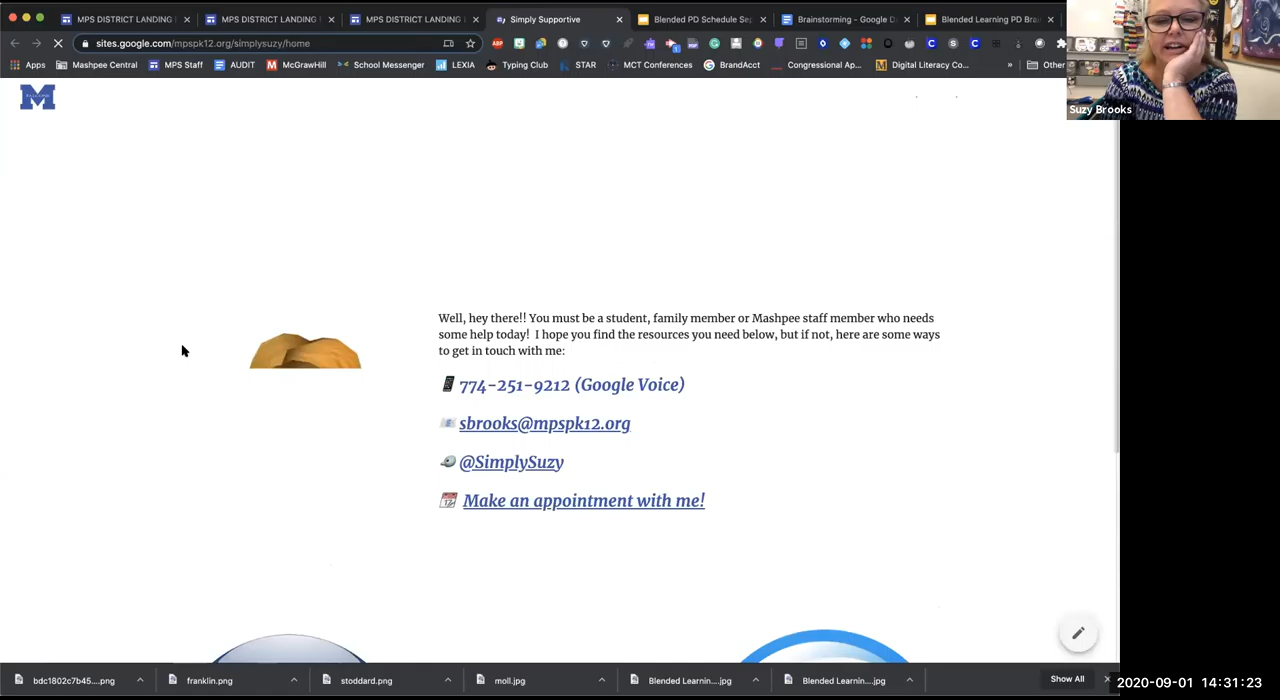 MPS DISTRICT LANDING
MPS DISTRICT LANDING
MPS DISTRICT LANDING
Simply Supportive
Blended PD Schedule Sep
Brainstorming - Google D
Blended Learning PD Bra
sites.google.com/mpspk12.org/simplysuzy/home
Apps
Mashpee Central
MPS Staff
AUDIT
McGrawHill
School Messenger
LEXIA
Typing Club
STAR
MCT Conferences
BrandAcct
Congressional Ap...
Digital Literacy Co...
»
Other
Suzy Brooks
M
Well, hey there!! You must be a student, family member or Mashpee staff member who needs
some help today! I hope you find the resources you need below, but if not, here are some ways
to get in touch with me:
774-251-9212 (Google Voice)
sbrooks@mpspk12.org
@SimplySuzy
Make an appointment with me!
bdc1802c7b45....png
franklin.png
stoddard.png
moll.jpg
Blended Learnin....jpg
Blended Learnin....jpg
Show All
2020-09-01 14:31:23